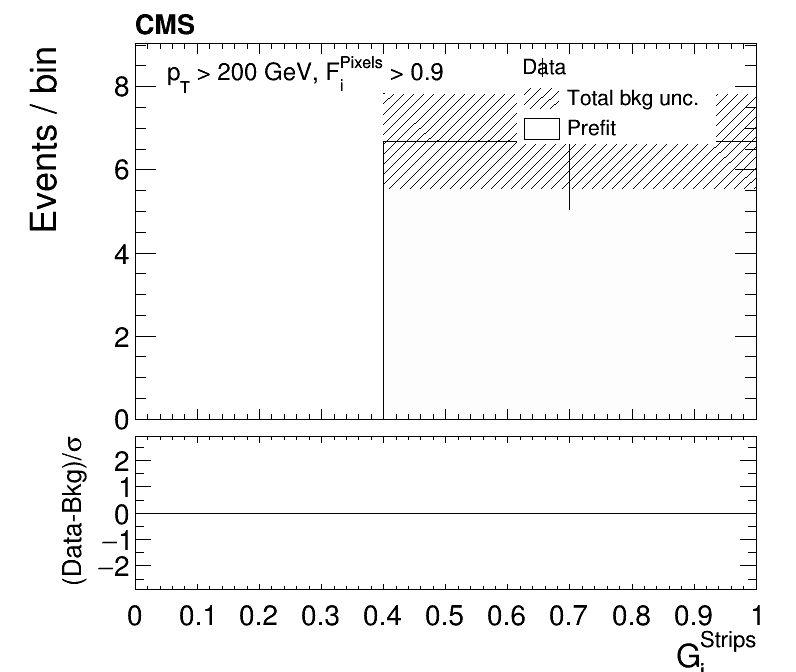 CMS
Events / bin
p_T > 200 GeV, F_i^Pixels > 0.9
Data
Total bkg unc.
Prefit
8
6
4
2
0
(Data-Bkg)/σ
2
1
0
−1
−2
0 0.1 0.2 0.3 0.4 0.5 0.6 0.7 0.8 0.9 1
G_i^Strips